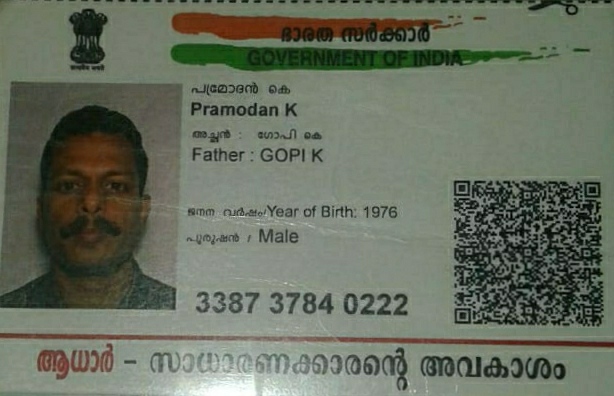 ഭാരത സർക്കാർ
GOVERNMENT OF INDIA
പ്രമോദൻ കെ
Pramodan K
അച്ഛൻ : ഗോപി കെ
Father : GOPI K
ജനന വർഷം/Year of Birth: 1976
പുരുഷൻ / Male
3387 3784 0222
ആധാർ - സാധാരണക്കാരന്റെ അവകാശം